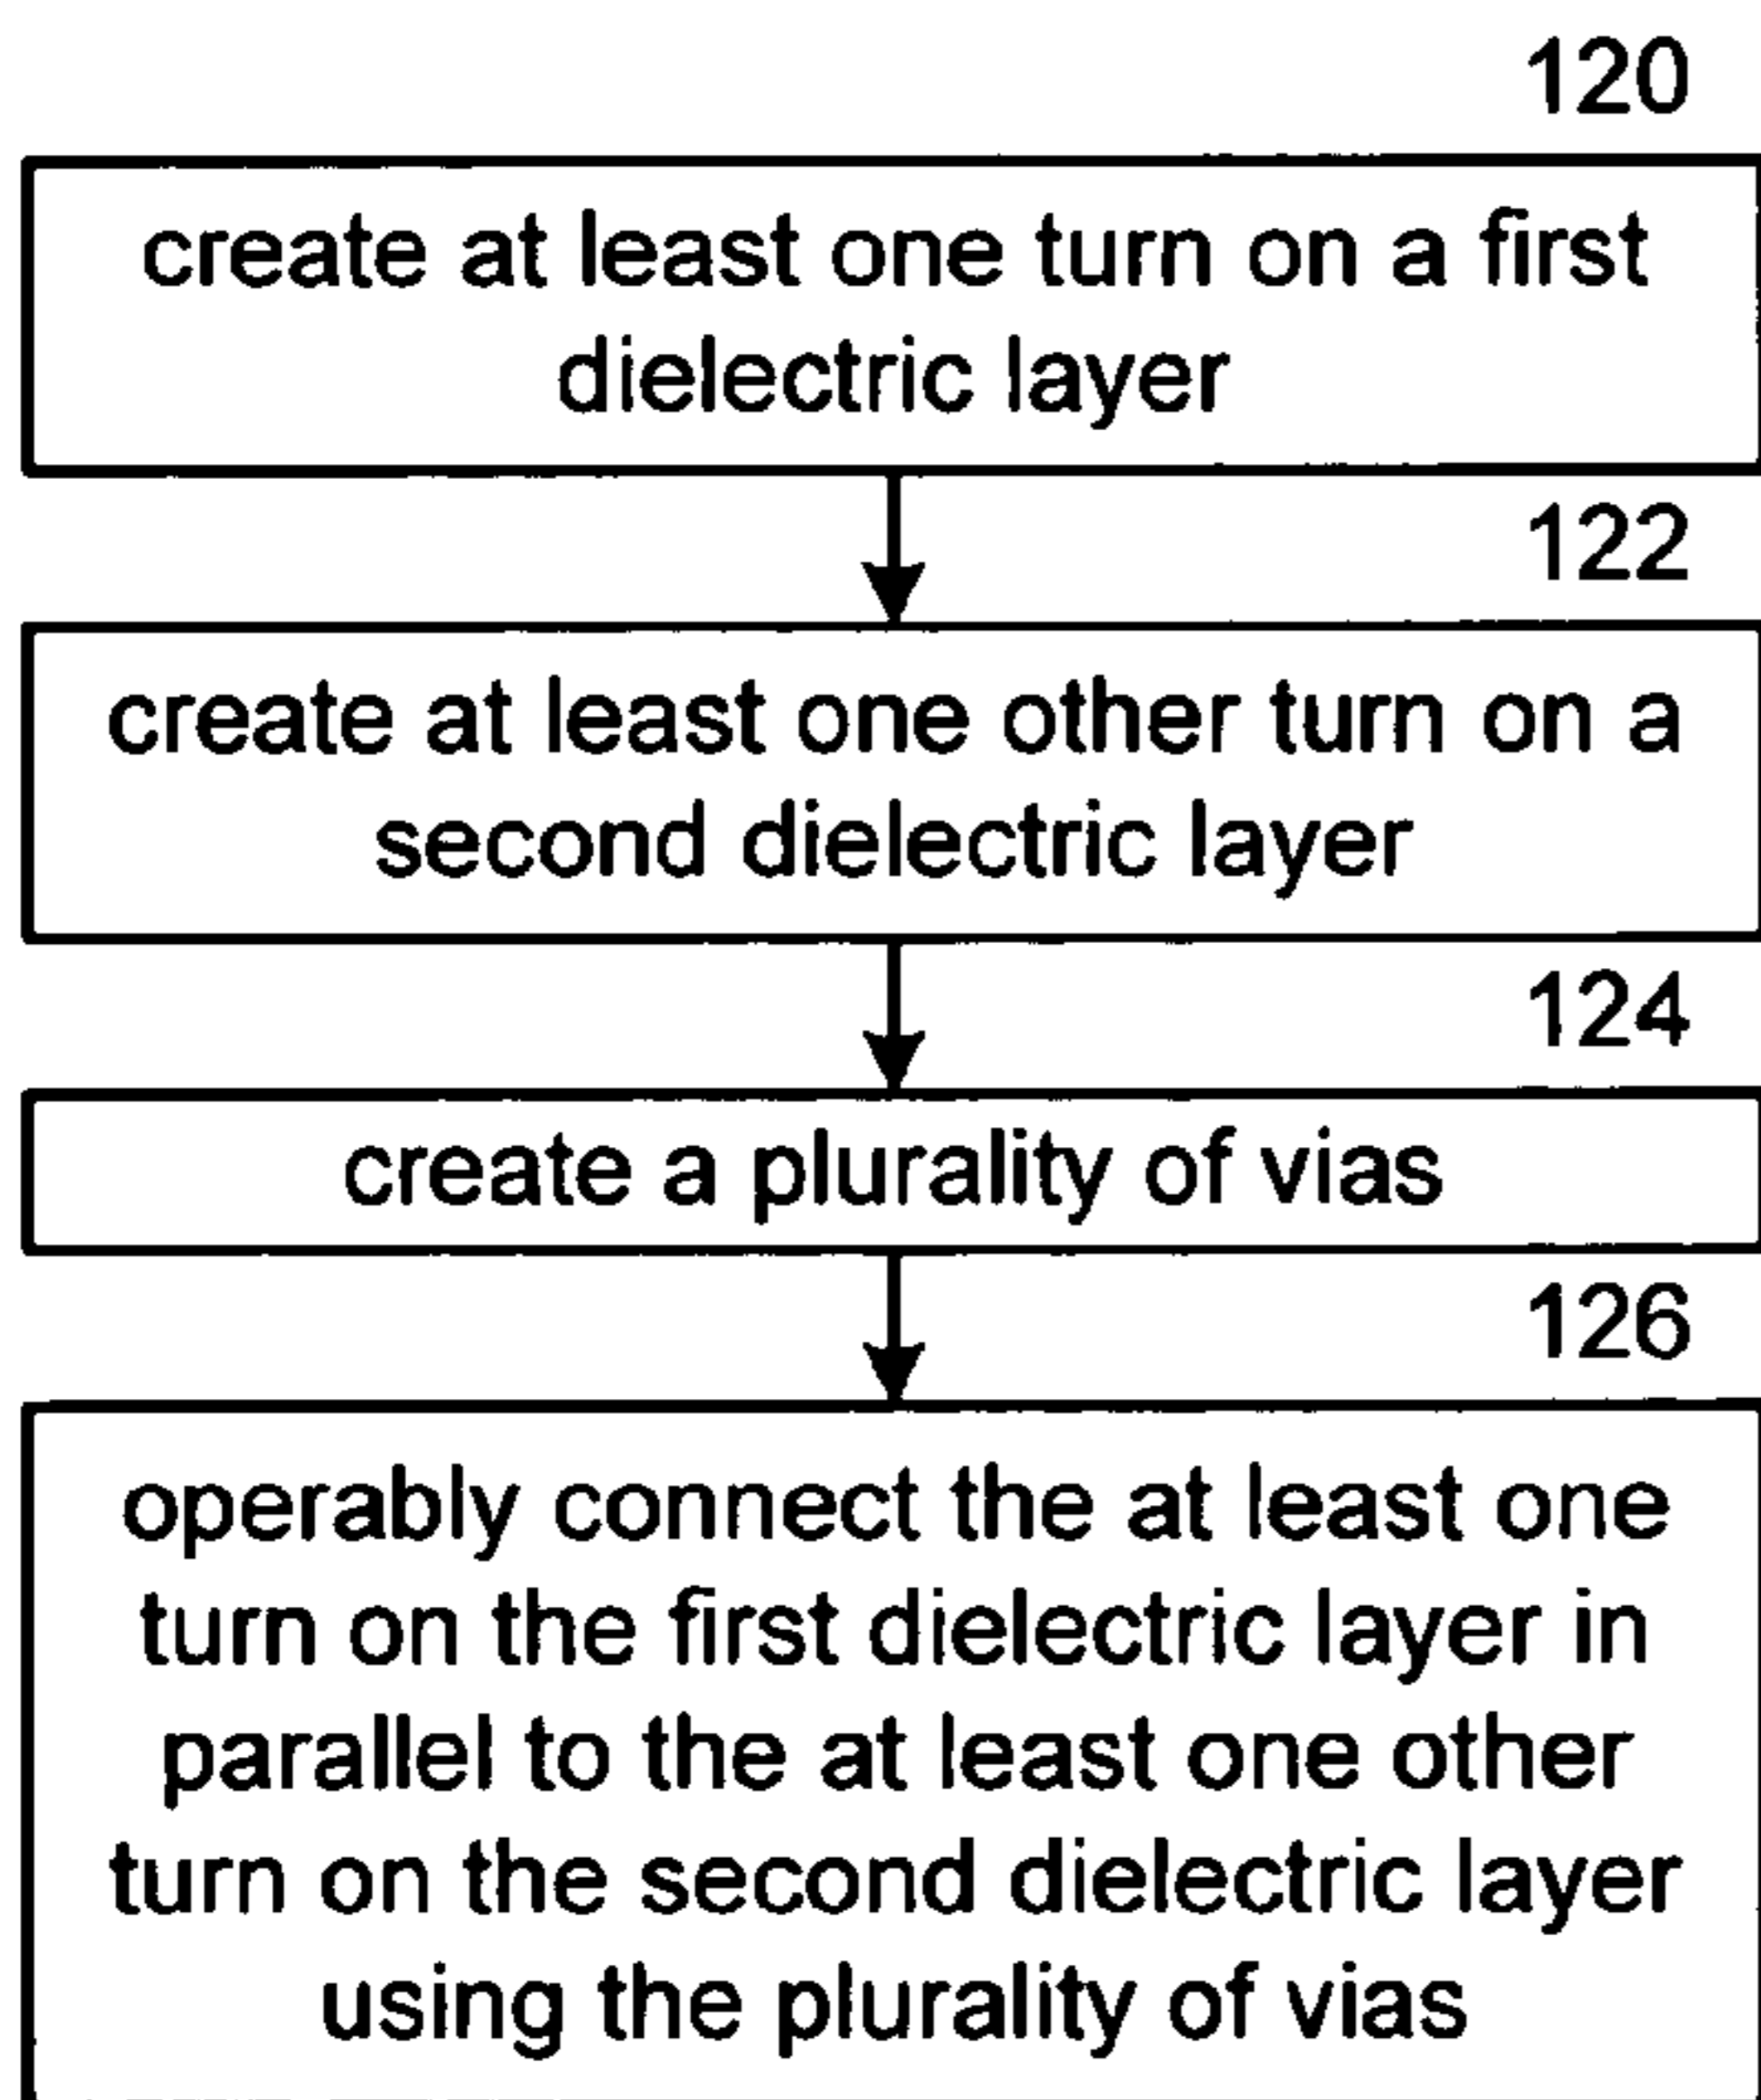 120
create at least one turn on a first
dielectric layer
122
create at least one other turn on a
second dielectric layer
124
create a plurality of vias
126
operably connect the at least one
turn on the first dielectric layer in
parallel to the at least one other
turn on the second dielectric layer
using the plurality of vias